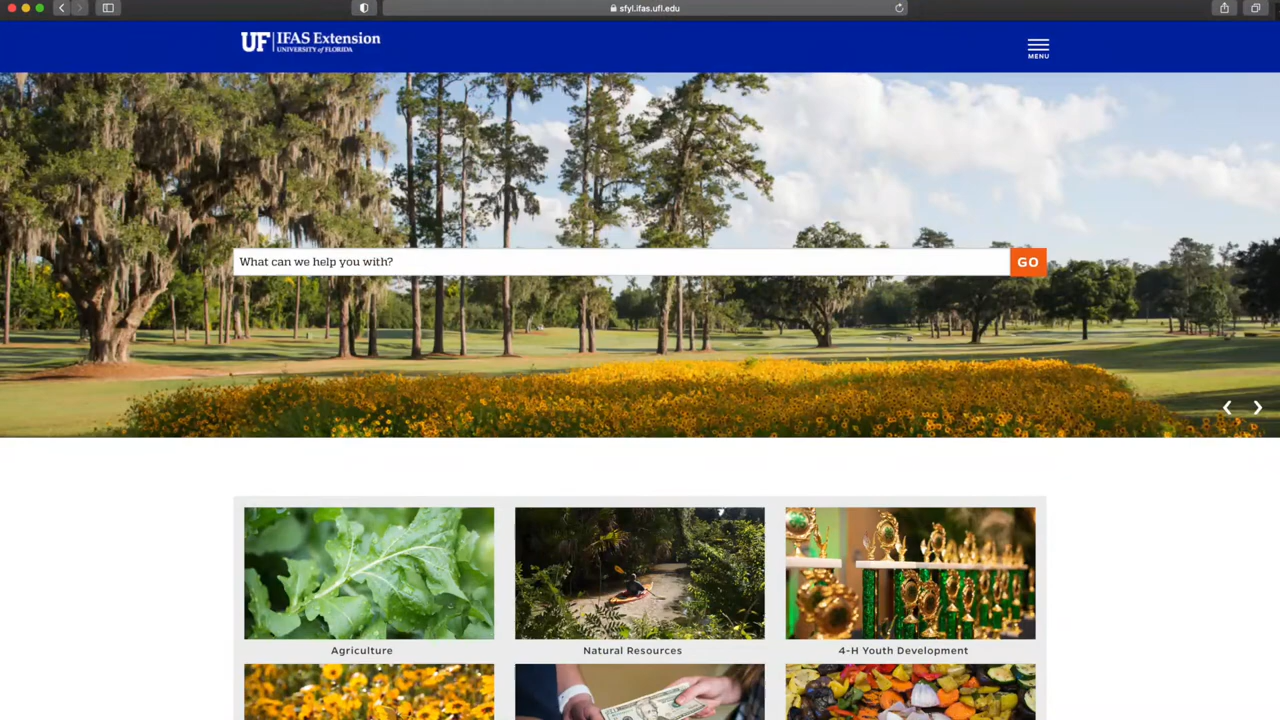 sfyl.ifas.ufl.edu
UF IFAS Extension
UNIVERSITY of FLORIDA
MENU
What can we help you with?
GO
Agriculture
Natural Resources
4-H Youth Development